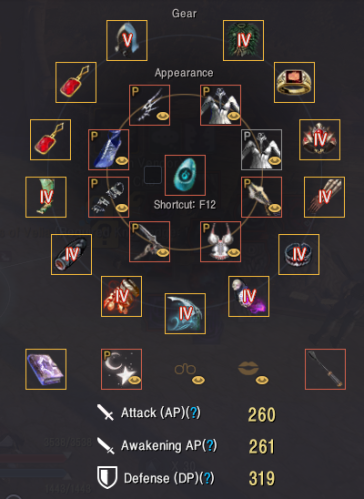 Gear
V
IV
Appearance
P
P
P
IV
IV
P
Shortcut: F12
IV
IV
P
P
IV
IV
IV
IV
P
Attack (AP)(?)
260
Awakening AP(?)
261
Defense (DP)(?)
319